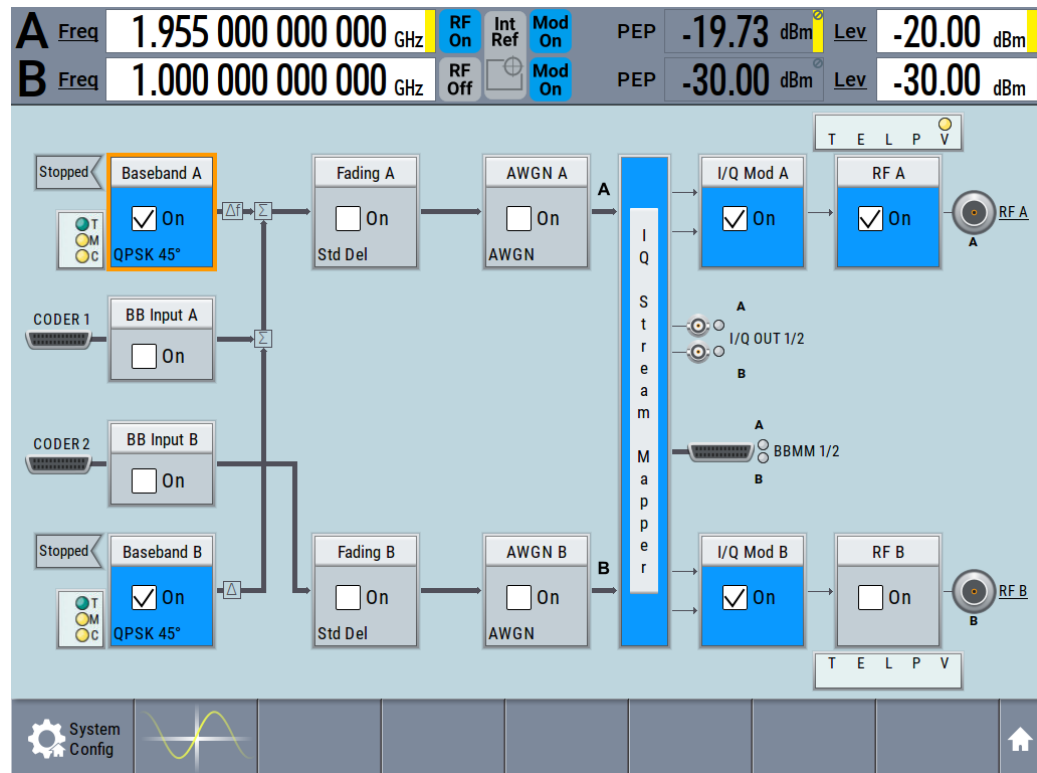 A Freq 1.955 000 000 000 GHz RF On Int Ref Mod On PEP -19.73 dBm Lev -20.00 dBm
B Freq 1.000 000 000 000 GHz RF Off Mod On PEP -30.00 dBm Lev -30.00 dBm
T E L P V
Stopped Baseband A Fading A AWGN A I/Q Mod A RF A
A
On On On On On
T
M
C
Δf Σ
RF A
A
QPSK 45° Std Del AWGN
IQ Stream Mapper
CODER 1 BB Input A
On
Σ
A
I/Q OUT 1/2
B
CODER 2 BB Input B
On
A
BBMM 1/2
B
Stopped Baseband B Fading B AWGN B I/Q Mod B RF B
B
On On On On On
T
M
C
Δ
RF B
B
QPSK 45° Std Del AWGN
T E L P V
System
Config